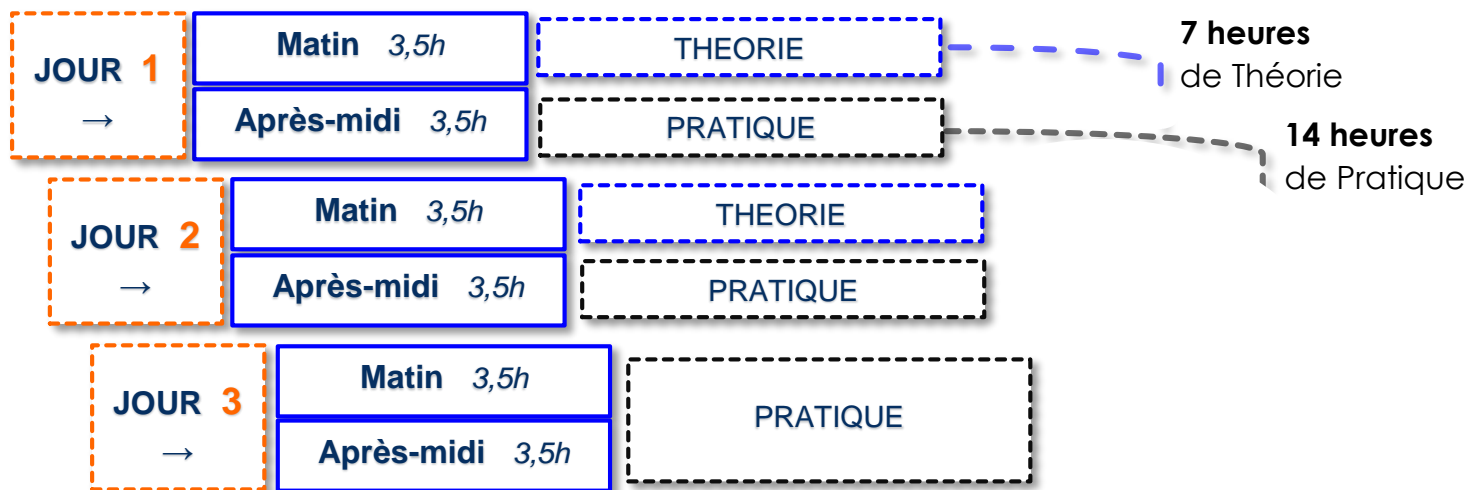 JOUR 1
→
Matin 3,5h
THEORIE
Après-midi 3,5h
PRATIQUE
7 heures
de Théorie
14 heures
de Pratique
JOUR 2
→
Matin 3,5h
THEORIE
Après-midi 3,5h
PRATIQUE
JOUR 3
→
Matin 3,5h
Après-midi 3,5h
PRATIQUE